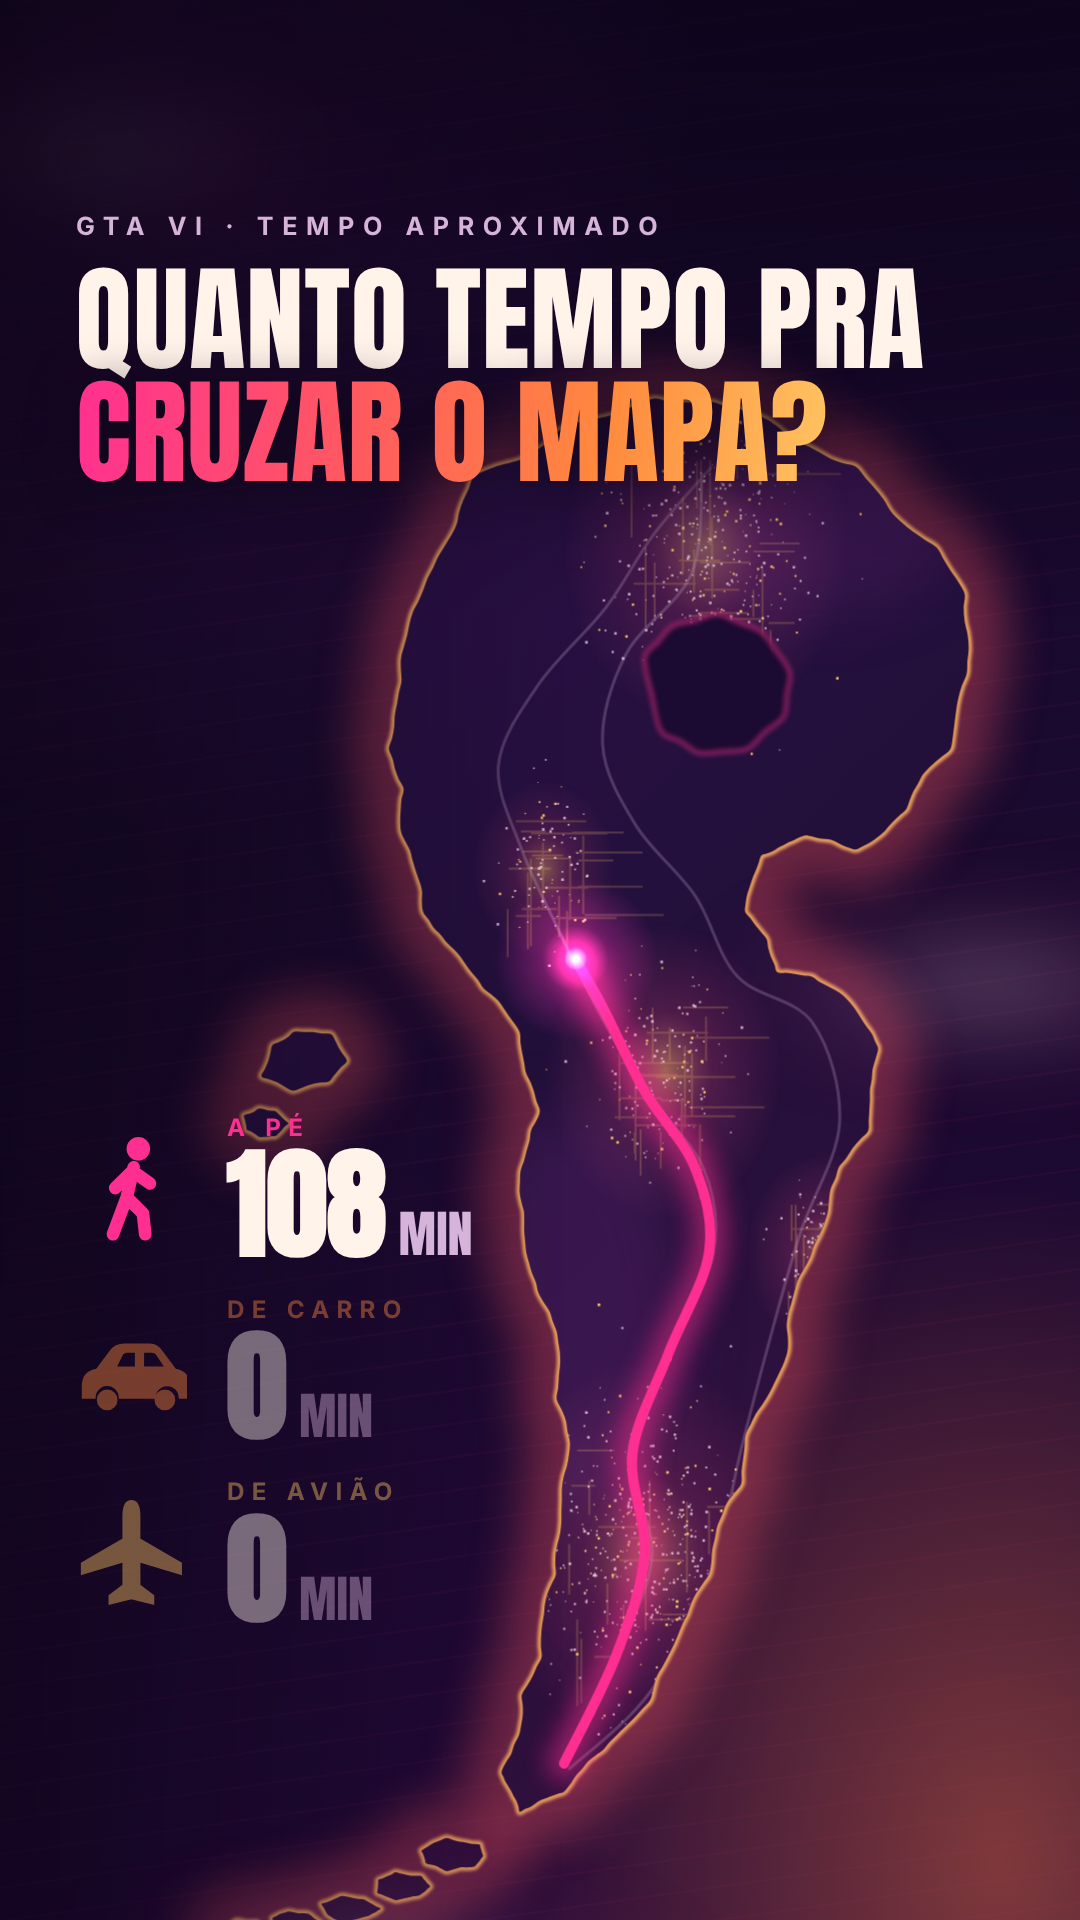 GTA VI · TEMPO APROXIMADO
QUANTO TEMPO PRA
CRUZAR O MAPA?
A PÉ
108 MIN
DE CARRO
0 MIN
DE AVIÃO
0 MIN